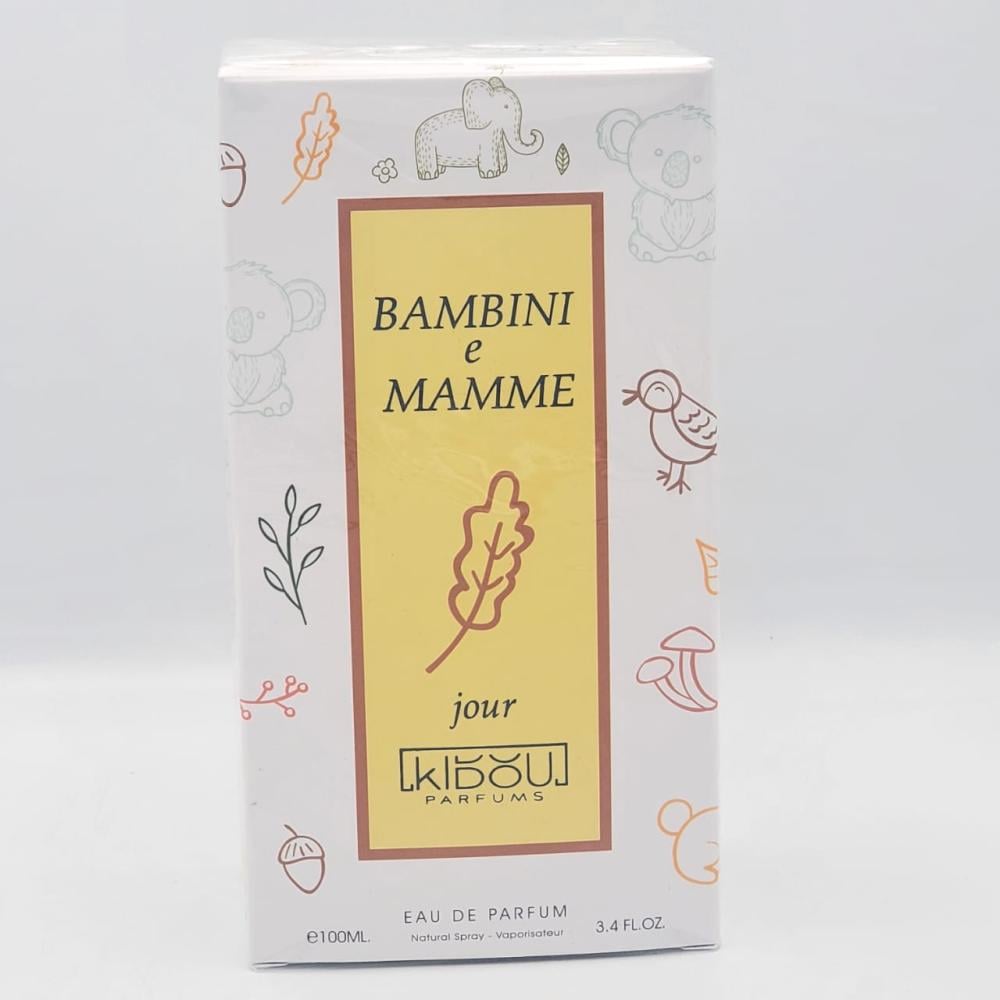 BAMBINI
e
MAMME
jour
KIDOU
PARFUMS
EAU DE PARFUM
Natural Spray - Vaporisateur
℮100ML.
3.4 FL.OZ.